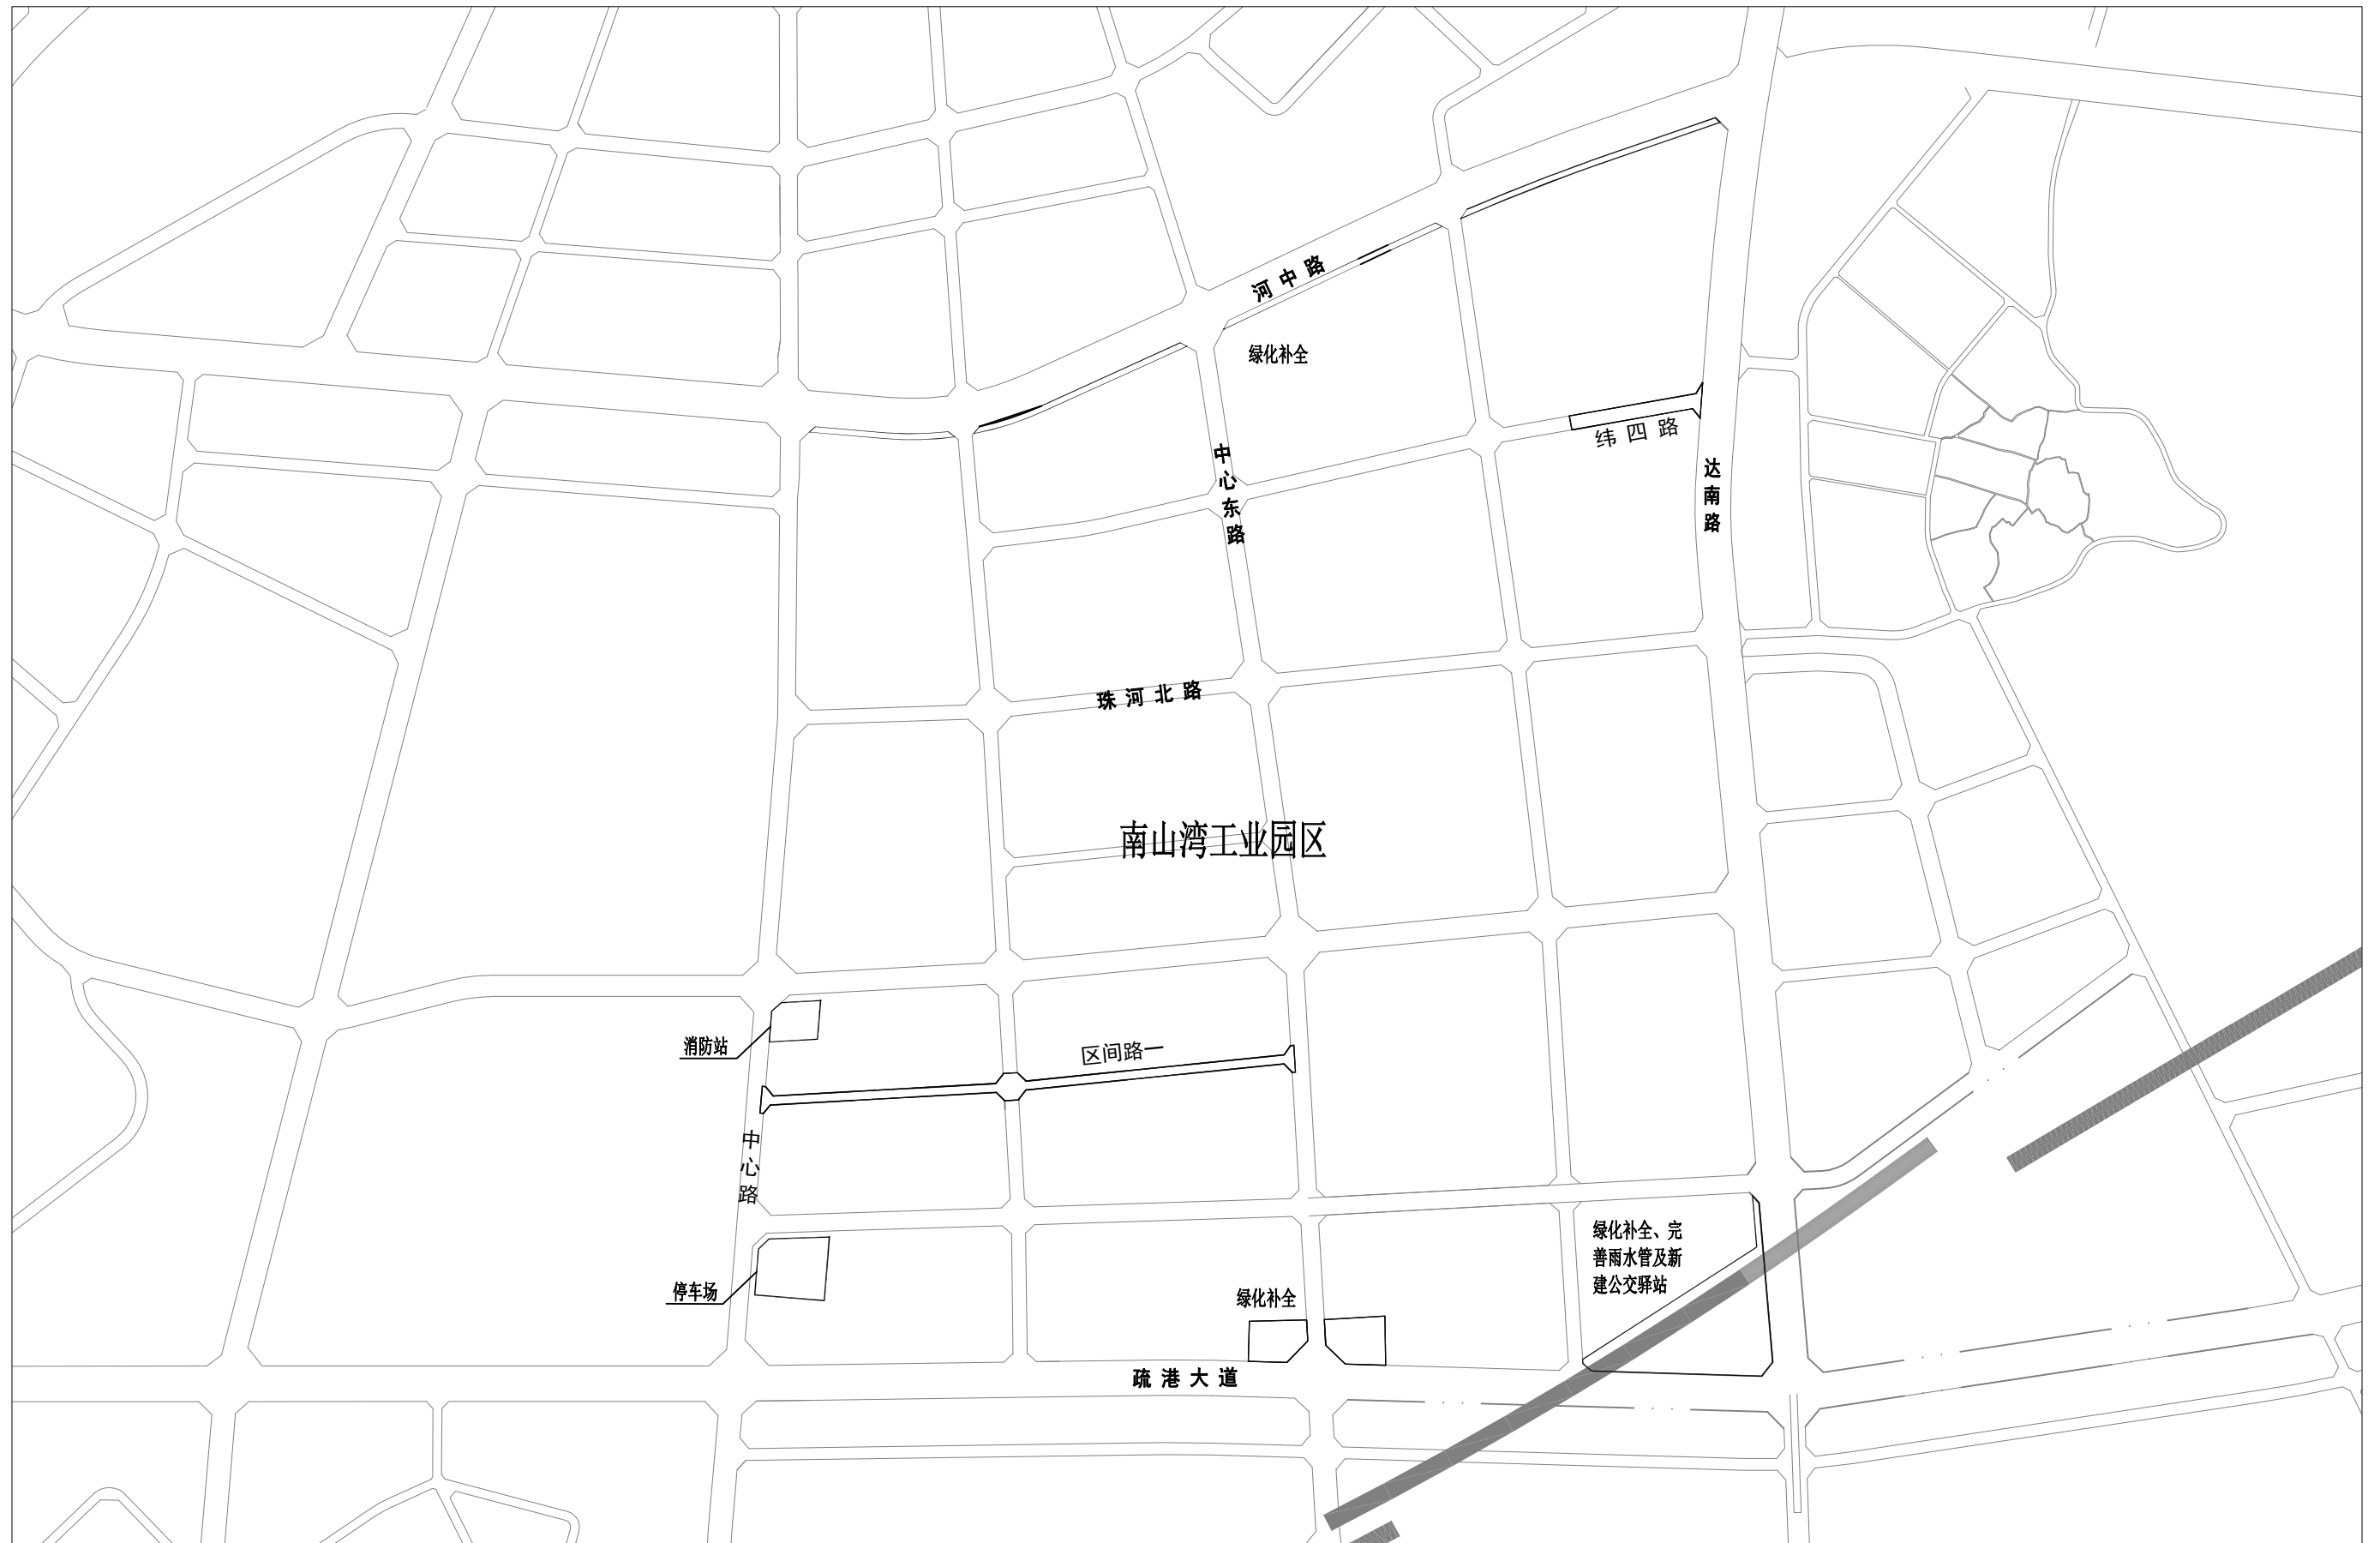 河中路
绿化补全
纬四路
中心东路
达南路
珠河北路
南山湾工业园区
消防站
区间路一
中心路
绿化补全、完
善雨水管及新
建公交驿站
停车场
绿化补全
疏港大道